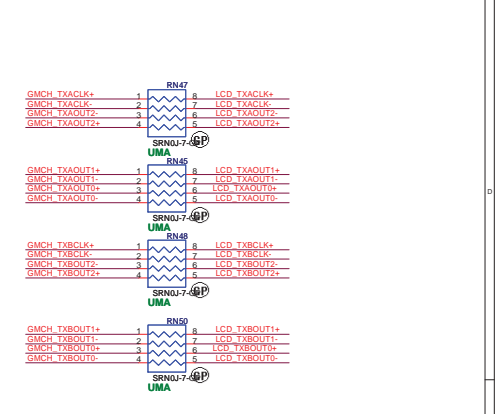 RN47
GMCH_TXACLK+ 1 8 LCD_TXACLK+
GMCH_TXACLK- 2 7 LCD_TXACLK-
GMCH_TXAOUT2- 3 6 LCD_TXAOUT2-
GMCH_TXAOUT2+ 4 5 LCD_TXAOUT2+
SRN0J-7-GP GP
UMA
RN45
GMCH_TXAOUT1+ 1 8 LCD_TXAOUT1+
GMCH_TXAOUT1- 2 7 LCD_TXAOUT1-
GMCH_TXAOUT0+ 3 6 LCD_TXAOUT0+
GMCH_TXAOUT0- 4 5 LCD_TXAOUT0-
SRN0J-7-GP GP
UMA
D
RN48
GMCH_TXBCLK+ 1 8 LCD_TXBCLK+
GMCH_TXBCLK- 2 7 LCD_TXBCLK-
GMCH_TXBOUT2- 3 6 LCD_TXBOUT2-
GMCH_TXBOUT2+ 4 5 LCD_TXBOUT2+
SRN0J-7-GP GP
UMA
RN50
GMCH_TXBOUT1+ 1 8 LCD_TXBOUT1+
GMCH_TXBOUT1- 2 7 LCD_TXBOUT1-
GMCH_TXBOUT0+ 3 6 LCD_TXBOUT0+
GMCH_TXBOUT0- 4 5 LCD_TXBOUT0-
SRN0J-7-GP GP
UMA